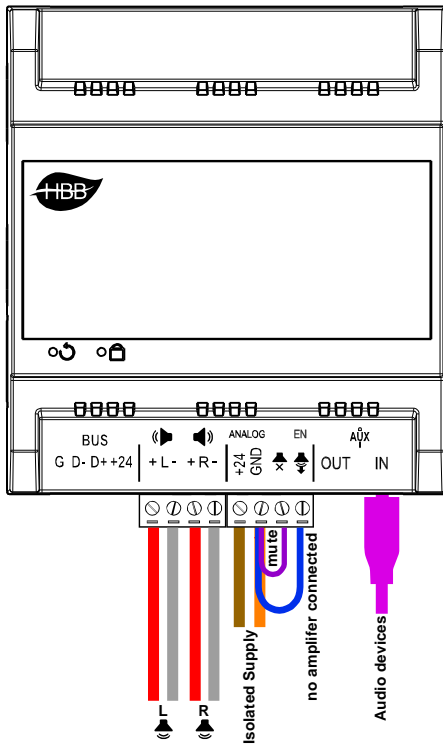 HBB
BUS
G D- D+ +24
+ L -
+ R -
ANALOG
+24
GND
EN
AUX
OUT
IN
mute
Isolated Supply
no amplifer connected
Audio devices
L
R